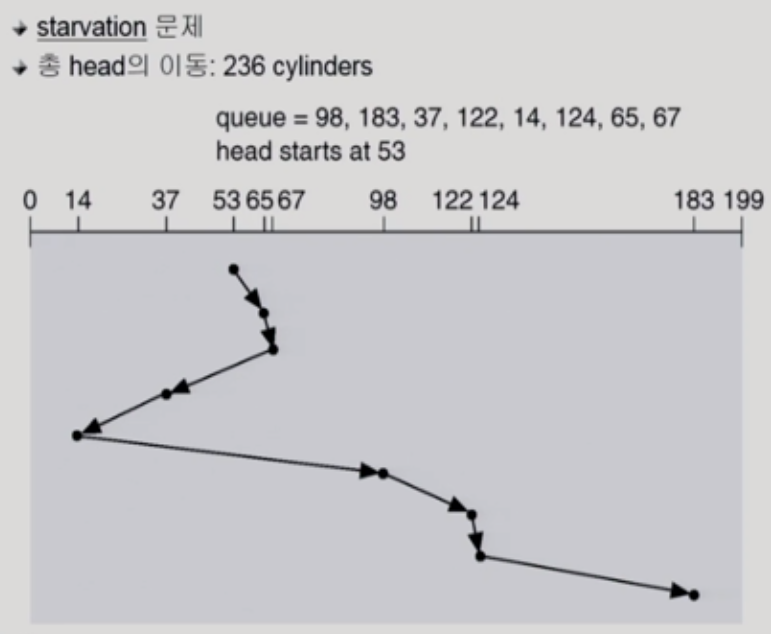 starvation 문제
총 head의 이동: 236 cylinders
queue = 98, 183, 37, 122, 14, 124, 65, 67
head starts at 53
0 14 37 53 65 67 98 122 124 183 199